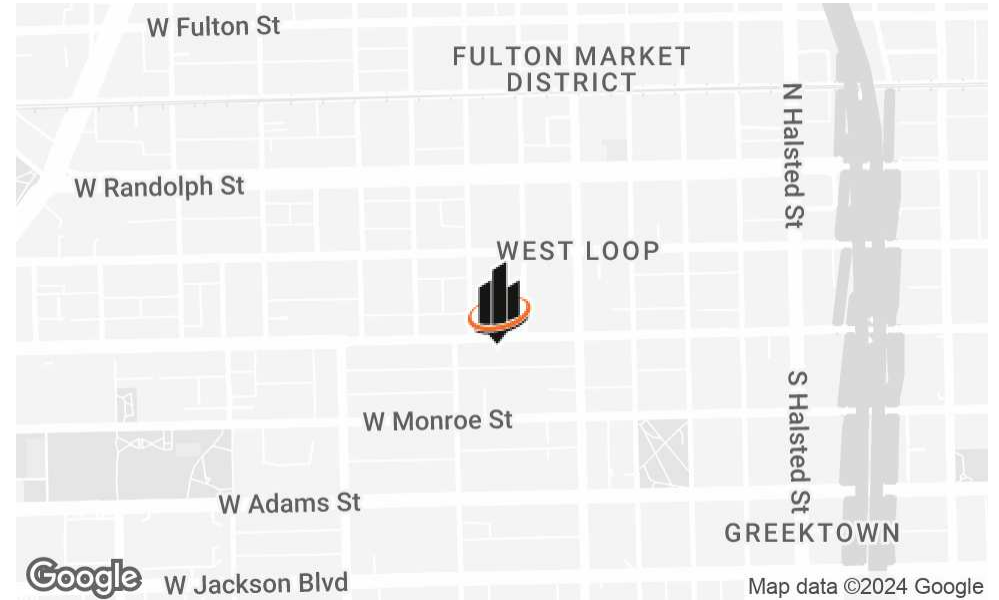 W Fulton St
FULTON MARKET
DISTRICT
N Halsted St
W Randolph St
WEST LOOP
W Monroe St
S Halsted St
W Adams St
GREEKTOWN
Google
W Jackson Blvd
Map data ©2024 Google